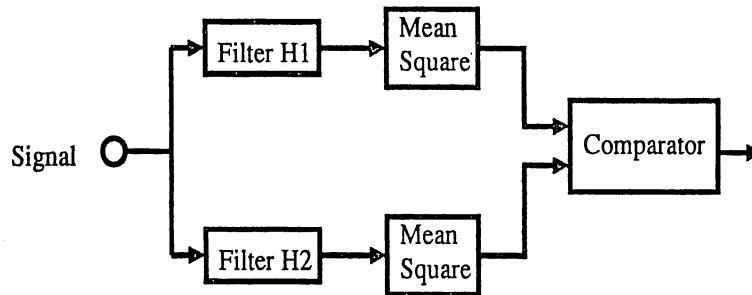 Mean
Square
Filter H1
Signal
Comparator
Mean
Square
Filter H2